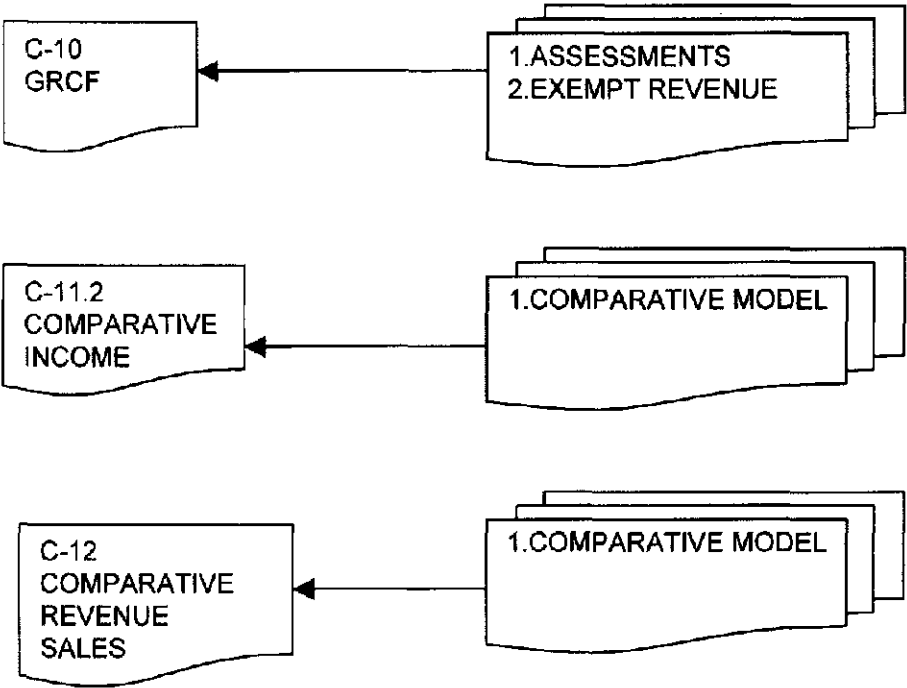 C-10
GRCF
1.ASSESSMENTS
2.EXEMPT REVENUE
C-11.2
COMPARATIVE
INCOME
1.COMPARATIVE MODEL
C-12
COMPARATIVE
REVENUE
SALES
1.COMPARATIVE MODEL